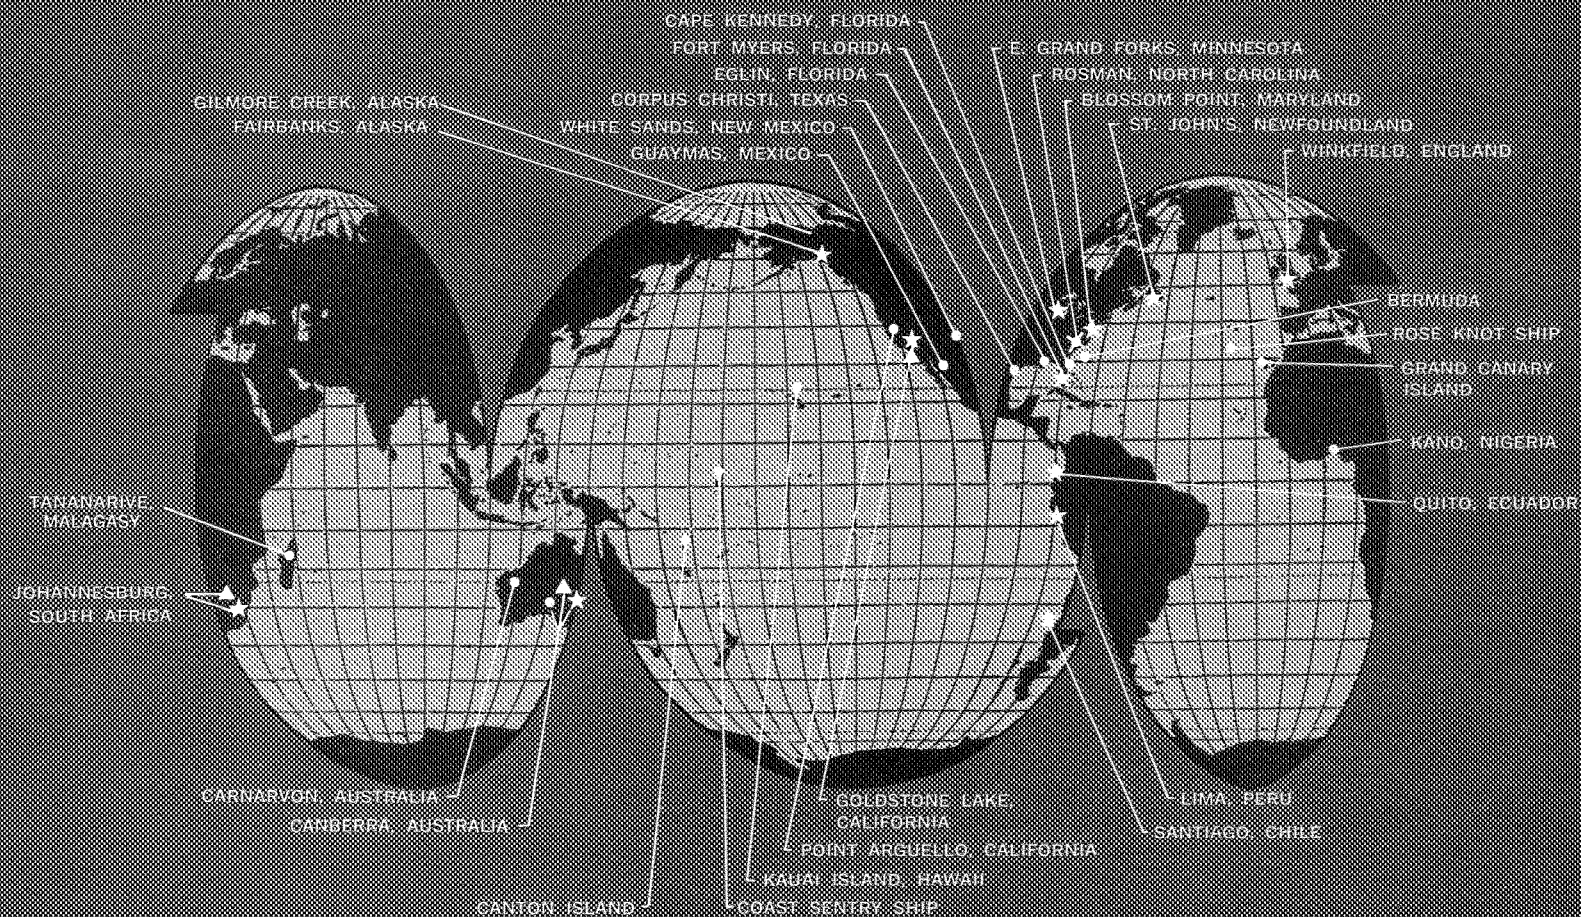 CAPE KENNEDY, FLORIDA
FORT MYERS, FLORIDA
E. GRAND FORKS, MINNESOTA
EGLIN, FLORIDA
ROSMAN, NORTH CAROLINA
GILMORE CREEK, ALASKA
CORPUS CHRISTI, TEXAS
BLOSSOM POINT, MARYLAND
FAIRBANKS, ALASKA
WHITE SANDS, NEW MEXICO
ST. JOHN'S, NEWFOUNDLAND
GUAYMAS, MEXICO
WINKFIELD, ENGLAND
BERMUDA
ROSE KNOT SHIP
GRAND CANARY
ISLAND
KANO, NIGERIA
TANANARIVE,
MALAGASY
QUITO, ECUADOR
JOHANNESBURG,
SOUTH AFRICA
CARNARVON, AUSTRALIA
CANBERRA, AUSTRALIA
GOLDSTONE LAKE,
CALIFORNIA
LIMA, PERU
SANTIAGO, CHILE
POINT ARGUELLO, CALIFORNIA
KAUAI ISLAND, HAWAII
CANTON ISLAND
COAST SENTRY SHIP